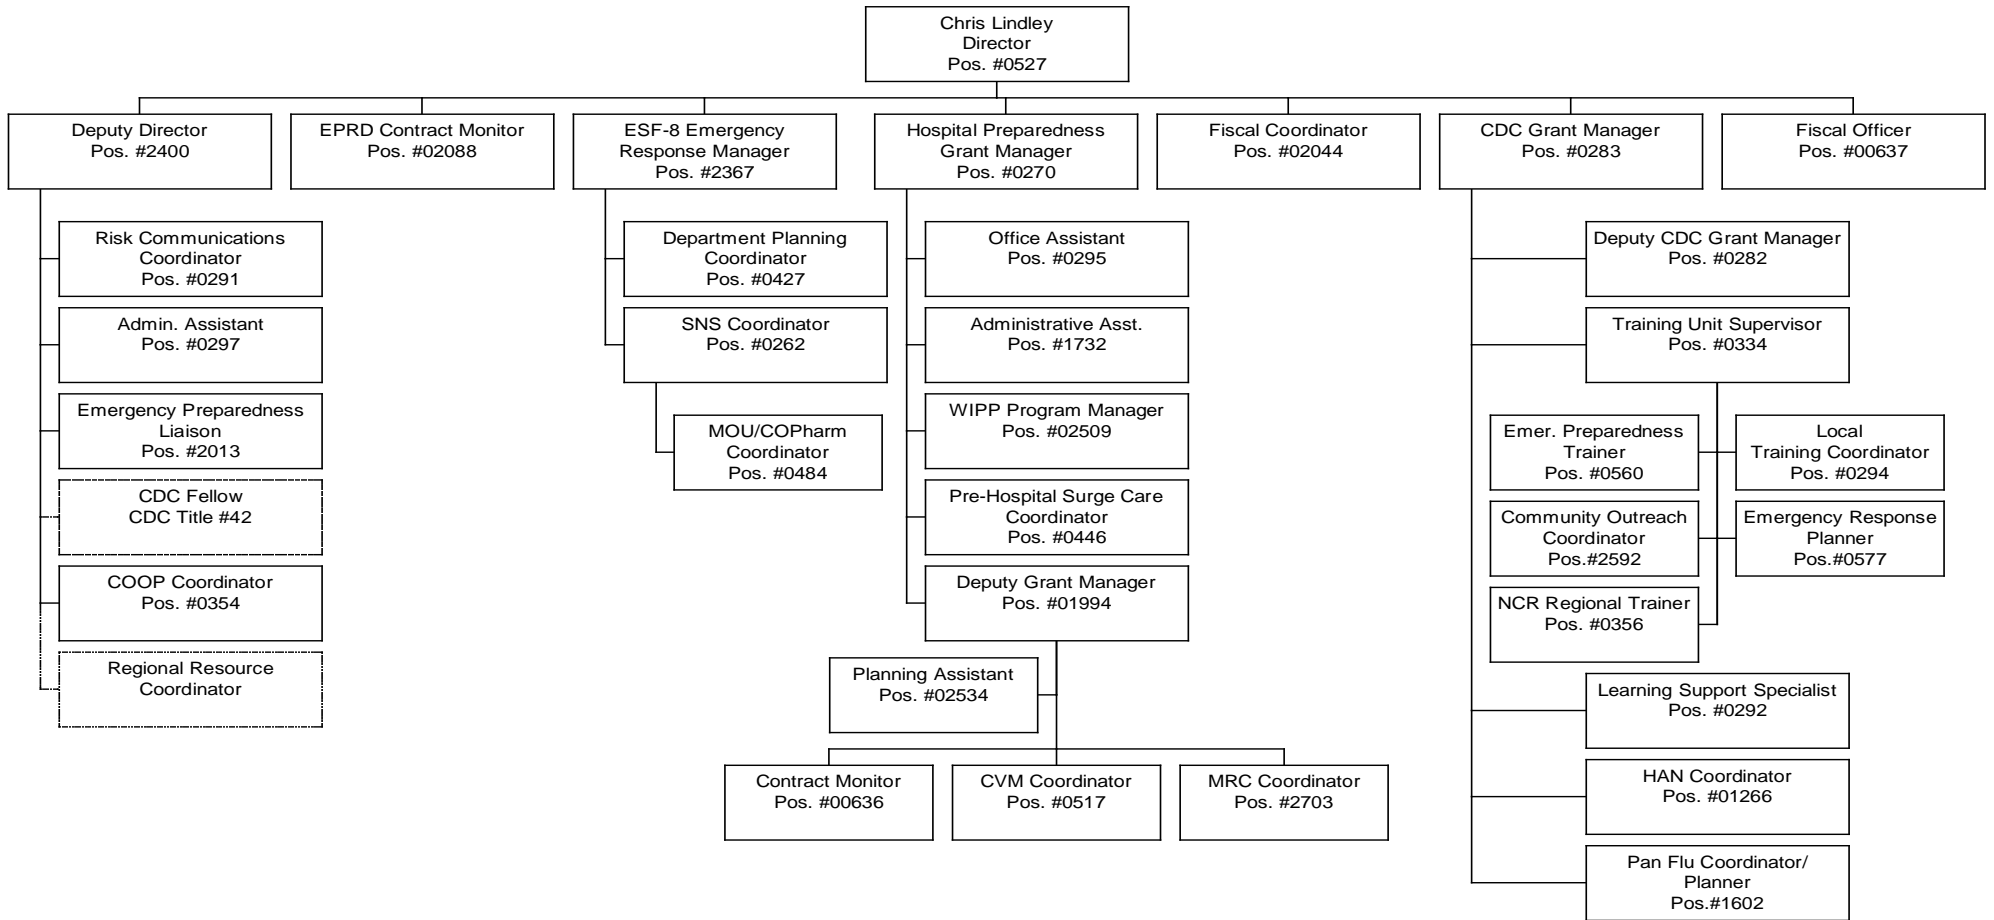 Chris Lindley
Director
Pos. #0527
Deputy Director
Pos. #2400
EPRD Contract Monitor
Pos. #02088
ESF-8 Emergency
Response Manager
Pos. #2367
Hospital Preparedness
Grant Manager
Pos. #0270
Fiscal Coordinator
Pos. #02044
CDC Grant Manager
Pos. #0283
Fiscal Officer
Pos. #00637
Risk Communications
Coordinator
Pos. #0291
Admin. Assistant
Pos. #0297
Emergency Preparedness
Liaison
Pos. #2013
CDC Fellow
CDC Title #42
COOP Coordinator
Pos. #0354
Regional Resource
Coordinator
Department Planning
Coordinator
Pos. #0427
SNS Coordinator
Pos. #0262
MOU/COPharm
Coordinator
Pos. #0484
Office Assistant
Pos. #0295
Administrative Asst.
Pos. #1732
WIPP Program Manager
Pos. #02509
Pre-Hospital Surge Care
Coordinator
Pos. #0446
Deputy Grant Manager
Pos. #01994
Planning Assistant
Pos. #02534
Contract Monitor
Pos. #00636
CVM Coordinator
Pos. #0517
MRC Coordinator
Pos. #2703
Deputy CDC Grant Manager
Pos. #0282
Training Unit Supervisor
Pos. #0334
Emer. Preparedness
Trainer
Pos. #0560
Local
Training Coordinator
Pos. #0294
Community Outreach
Coordinator
Pos.#2592
Emergency Response
Planner
Pos.#0577
NCR Regional Trainer
Pos. #0356
Learning Support Specialist
Pos. #0292
HAN Coordinator
Pos. #01266
Pan Flu Coordinator/
Planner
Pos.#1602